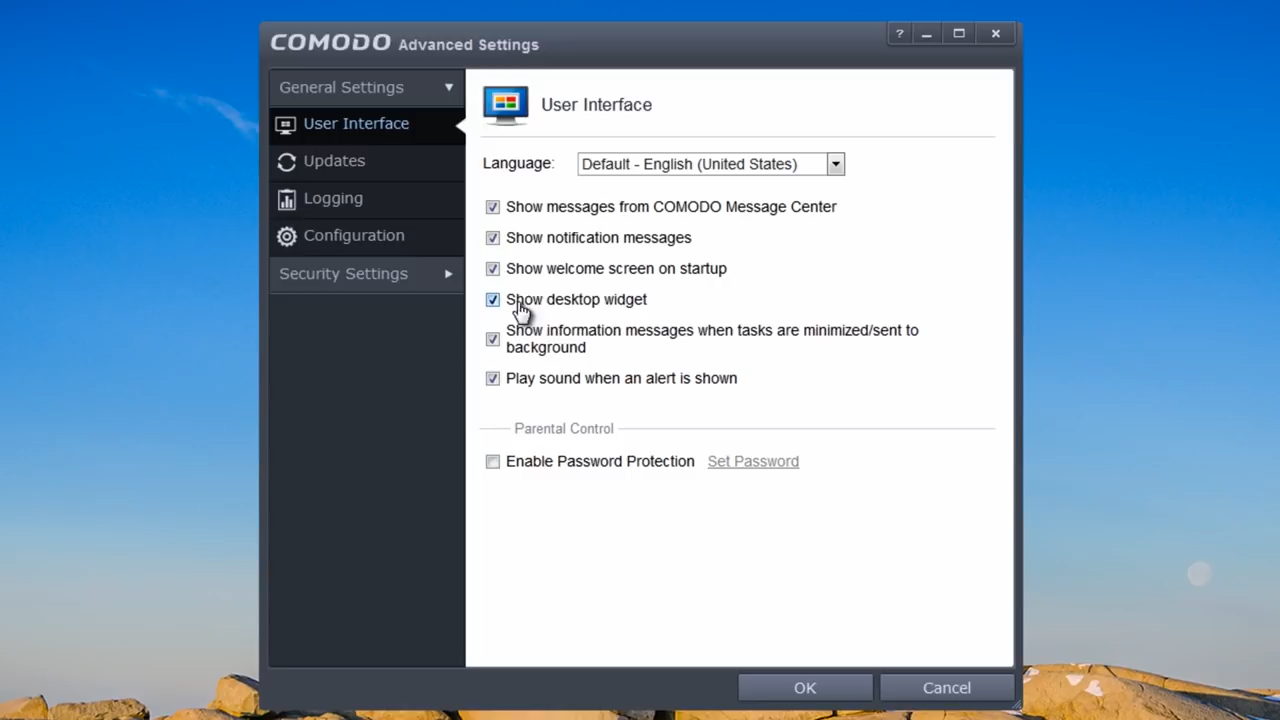 COMODO Advanced Settings
?
General Settings
User Interface
Updates
Logging
Configuration
Security Settings
User Interface
Language: Default - English (United States)
Show messages from COMODO Message Center
Show notification messages
Show welcome screen on startup
Show desktop widget
Show information messages when tasks are minimized/sent to
background
Play sound when an alert is shown
Parental Control
Enable Password Protection Set Password
OK Cancel